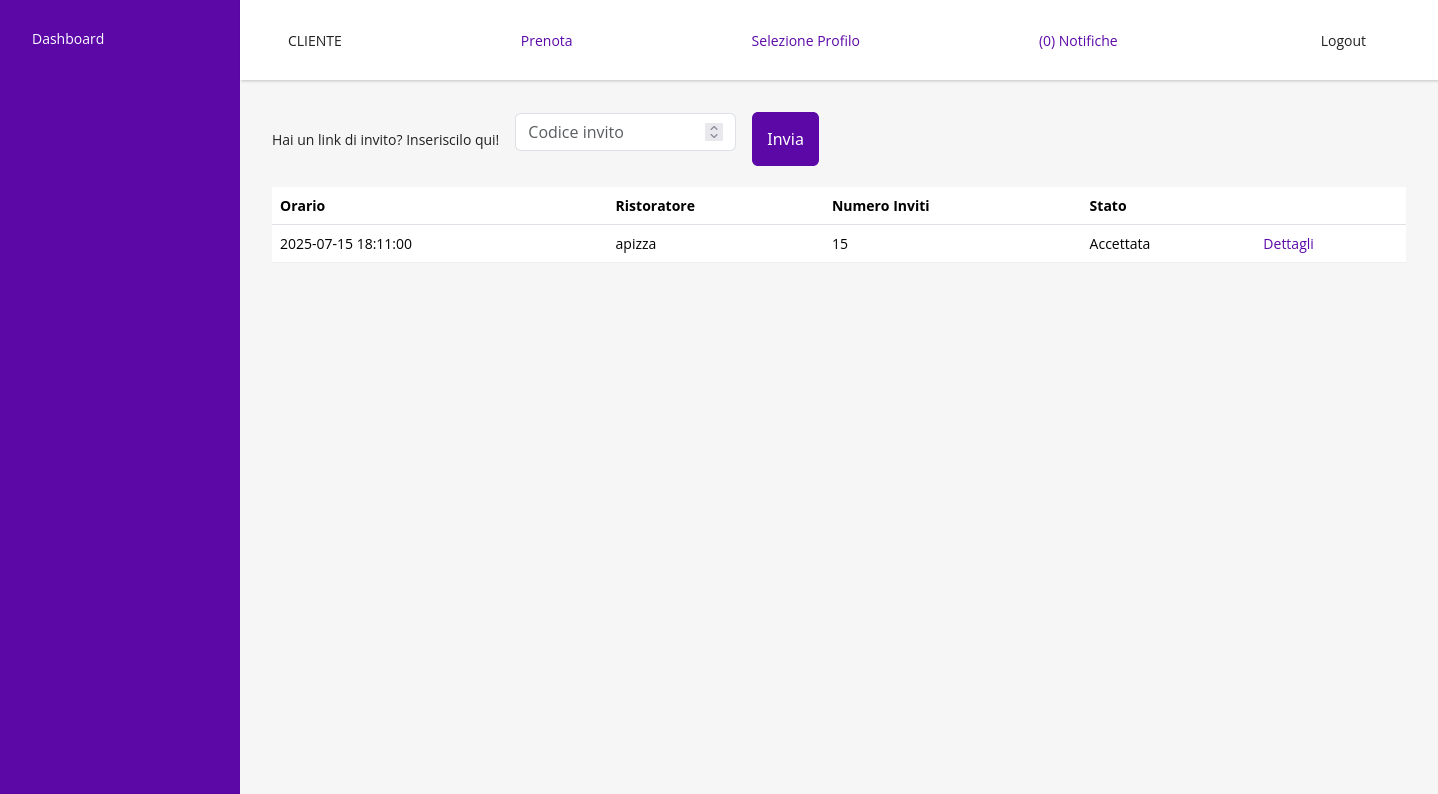 Dashboard
CLIENTE Prenota Selezione Profilo (0) Notifiche Logout
Hai un link di invito? Inseriscilo qui! Codice invito Invia
Orario Ristoratore Numero Inviti Stato
2025-07-15 18:11:00 apizza 15 Accettata Dettagli